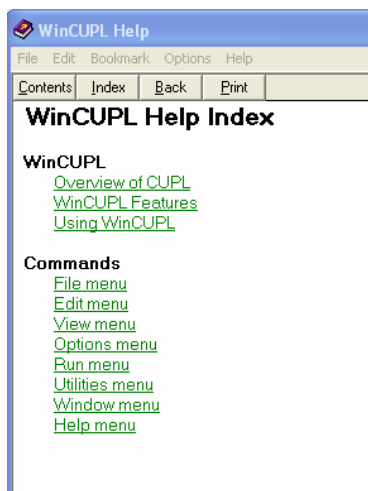 WinCUPL Help
File Edit Bookmark Options Help
Contents Index Back Print
WinCUPL Help Index
WinCUPL
Overview of CUPL
WinCUPL Features
Using WinCUPL
Commands
File menu
Edit menu
View menu
Options menu
Run menu
Utilities menu
Window menu
Help menu